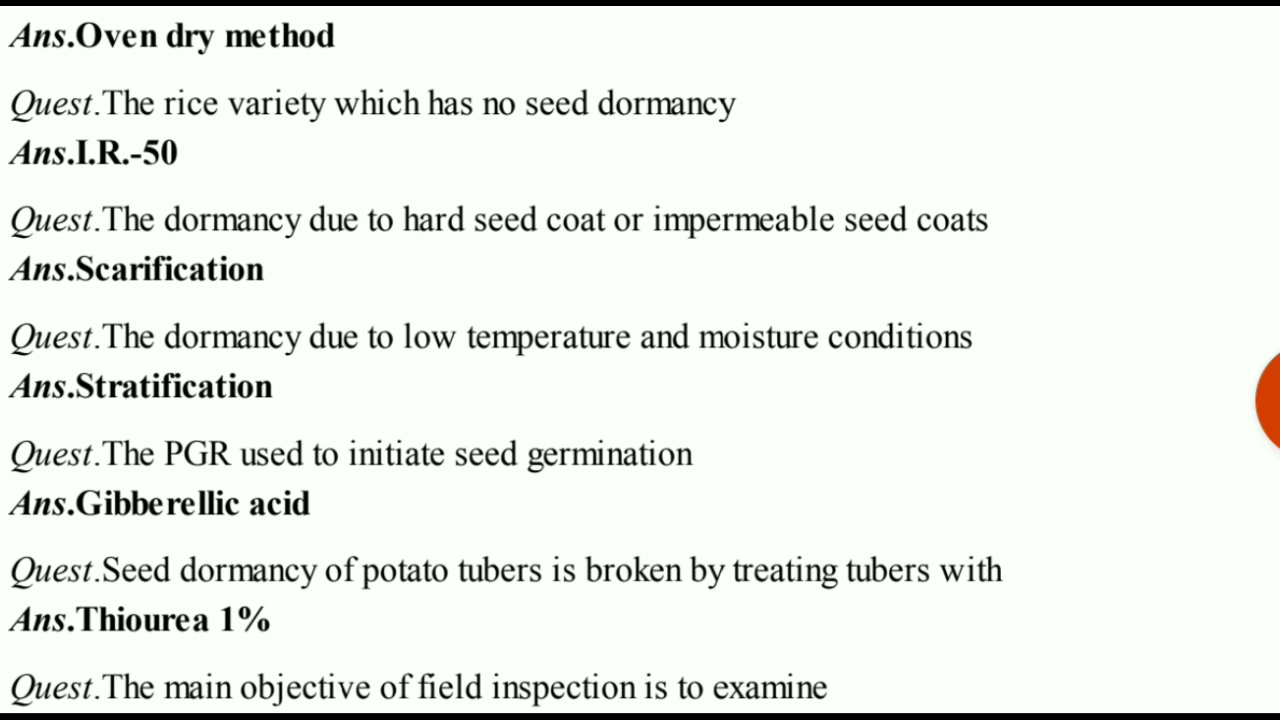 Ans.Oven dry method
Quest.The rice variety which has no seed dormancy
Ans.I.R.-50
Quest.The dormancy due to hard seed coat or impermeable seed coats
Ans.Scarification
Quest.The dormancy due to low temperature and moisture conditions
Ans.Stratification
Quest.The PGR used to initiate seed germination
Ans.Gibberellic acid
Quest.Seed dormancy of potato tubers is broken by treating tubers with
Ans.Thiourea 1%
Quest.The main objective of field inspection is to examine